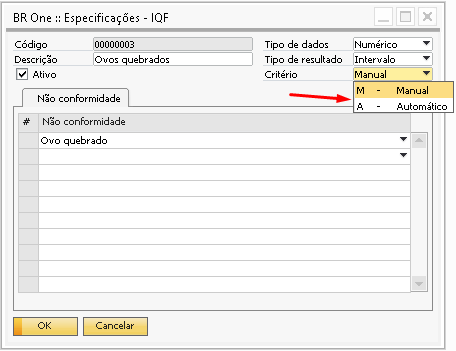 BR One :: Especificações - IQF
Código 00000003 Tipo de dados Numérico
Descrição Ovos quebrados Tipo de resultado Intervalo
Ativo Critério Manual
M - Manual
A - Automático
Não conformidade
# Não conformidade
Ovo quebrado
OK Cancelar